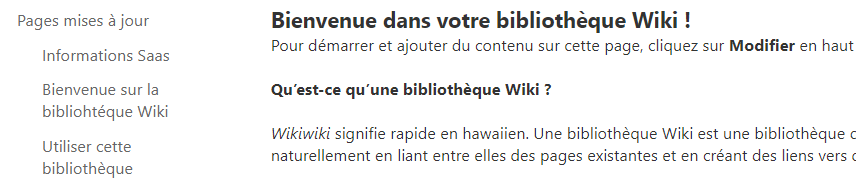 Pages mises à jour
Informations Saas
Bienvenue sur la
bibliohtéque Wiki
Utiliser cette
bibliothèque
Bienvenue dans votre bibliothèque Wiki !
Pour démarrer et ajouter du contenu sur cette page, cliquez sur Modifier en haut
Qu’est-ce qu’une bibliothèque Wiki ?
Wikiwiki signifie rapide en hawaiien. Une bibliothèque Wiki est une bibliothèque
naturellement en liant entre elles des pages existantes et en créant des liens vers